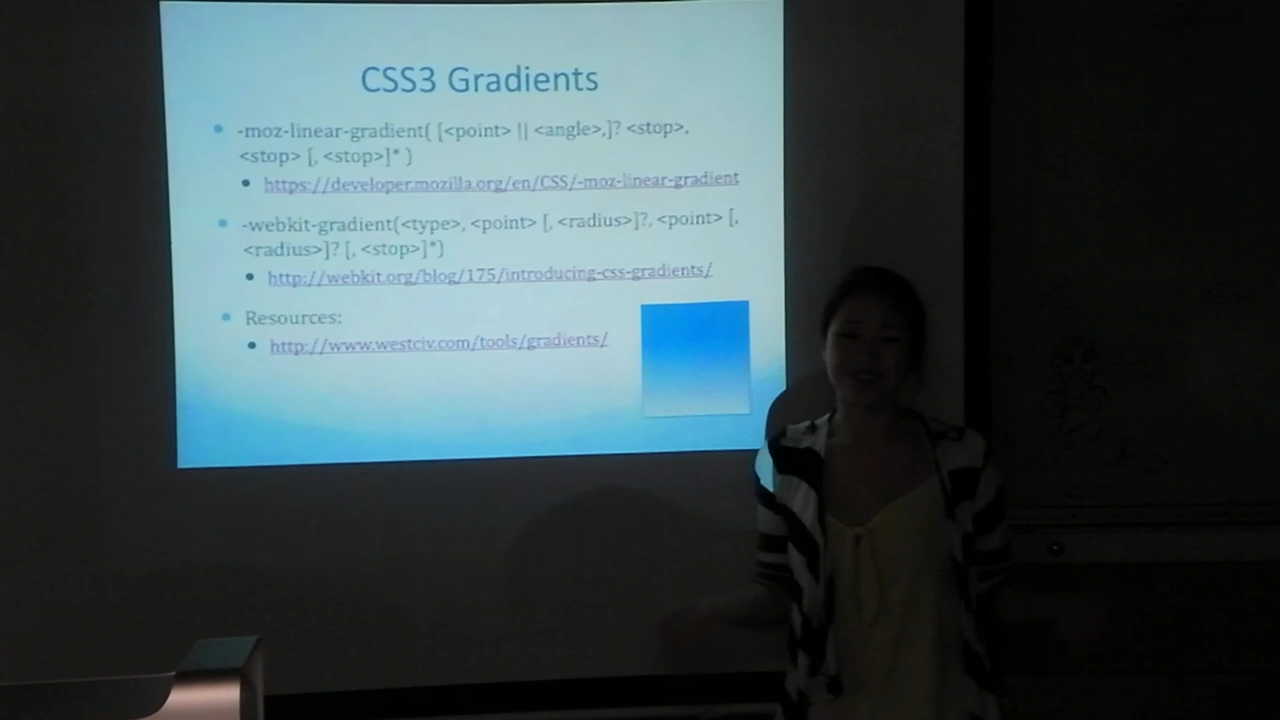 CSS3 Gradients
-moz-linear-gradient( [<point> || <angle>,]? <stop>,
<stop> [, <stop>]* )
https://developer.mozilla.org/en/CSS/-moz-linear-gradient
-webkit-gradient(<type>, <point> [, <radius>]?, <point> [,
<radius>]? [, <stop>]*)
http://webkit.org/blog/175/introducing-css-gradients/
Resources:
http://www.westciv.com/tools/gradients/